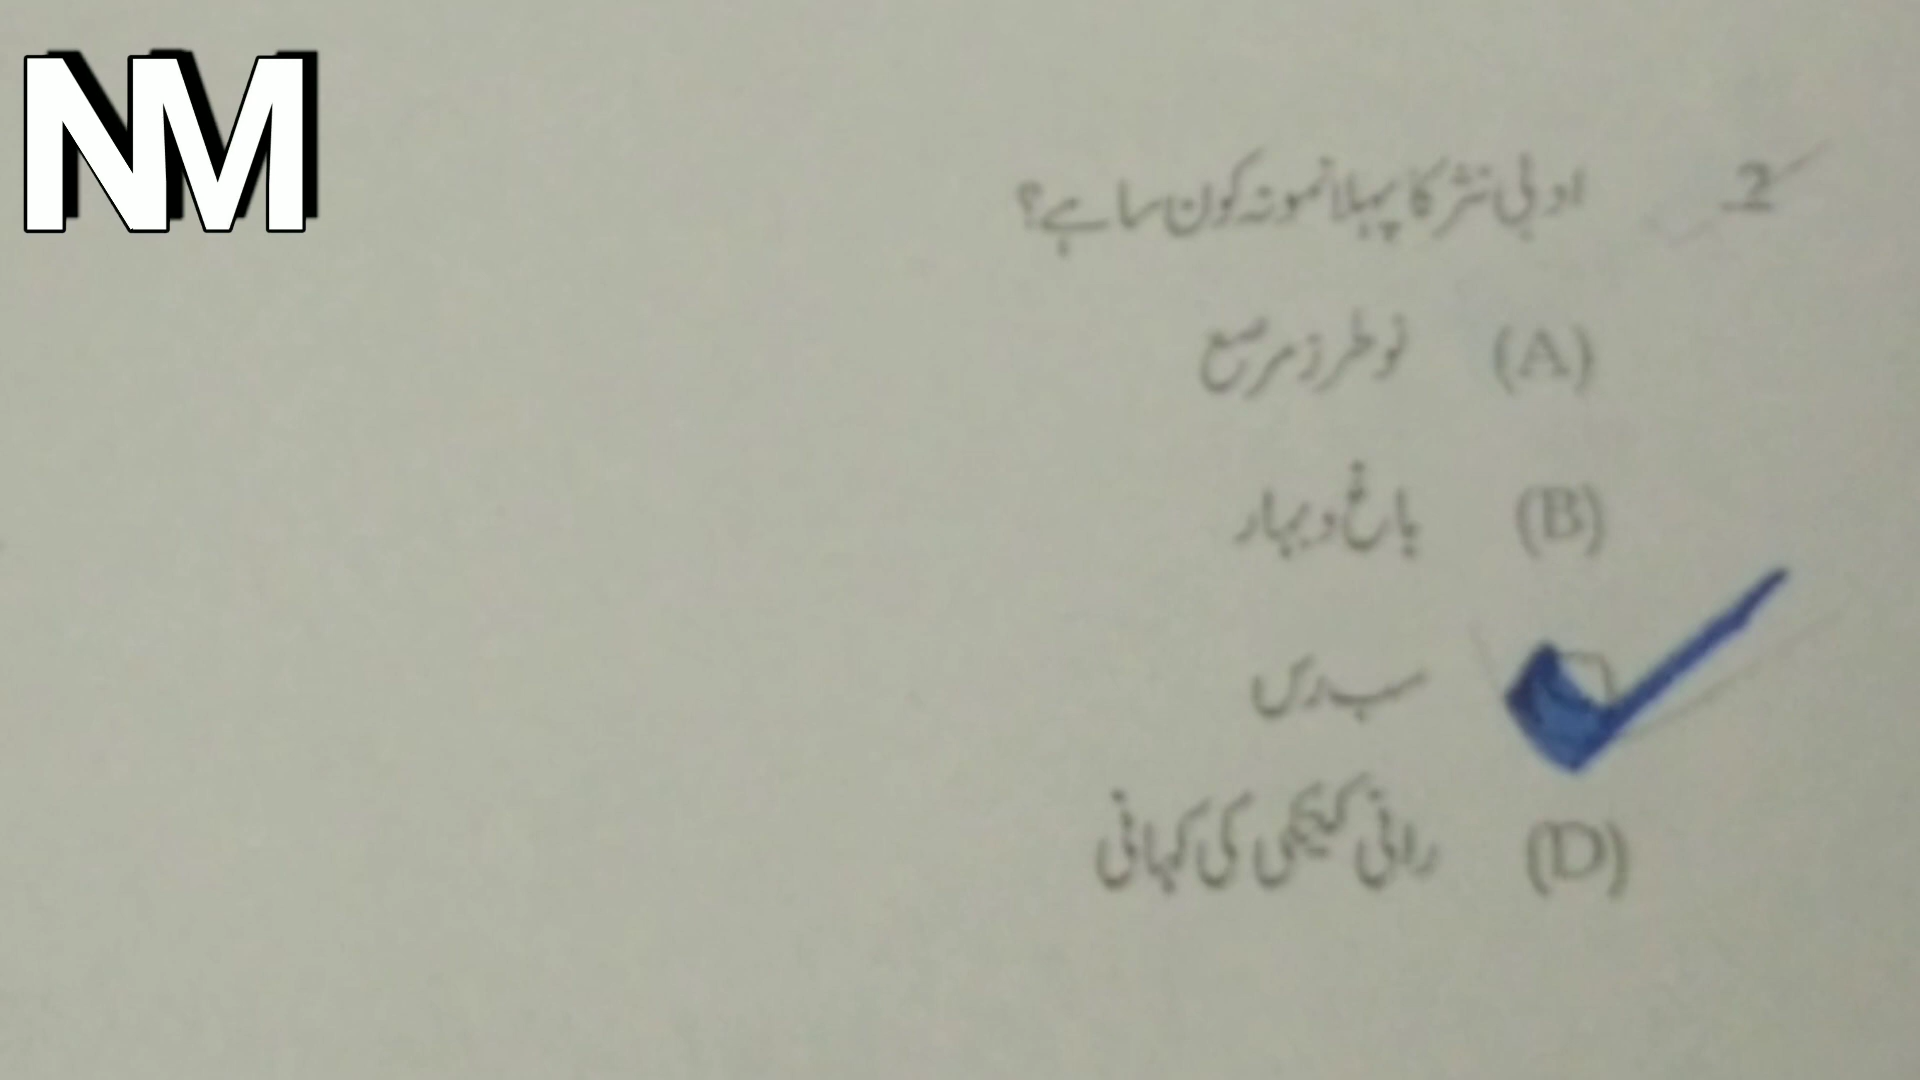 NM
2 ادبی نثر کا پہلا نمونہ کون سا ہے؟
(A) نو طرز مرصع
(B) باغ و بہار
سب رس
(D) رانی کیتکی کی کہانی